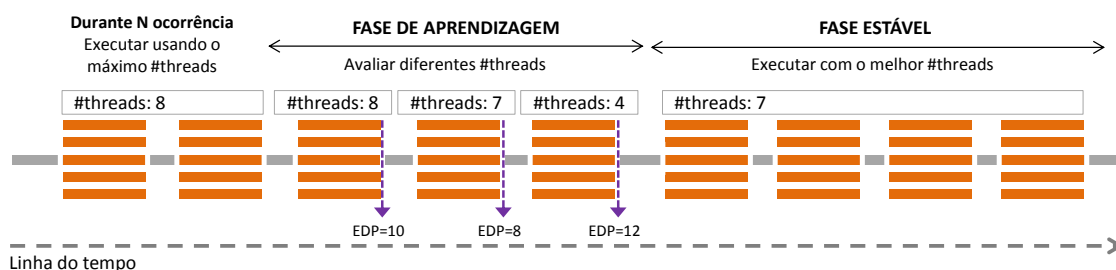 Durante N ocorrência
Executar usando o
máximo #threads
FASE DE APRENDIZAGEM
Avaliar diferentes #threads
FASE ESTÁVEL
Executar com o melhor #threads
#threads: 8
#threads: 8
#threads: 7
#threads: 4
#threads: 7
EDP=10
EDP=8
EDP=12
Linha do tempo